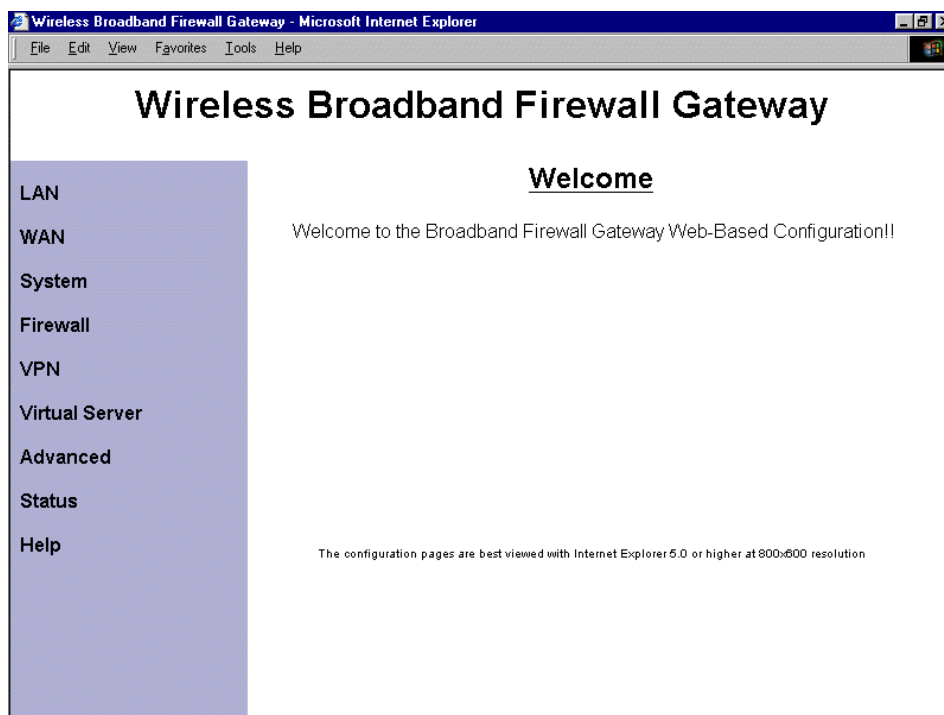 Wireless Broadband Firewall Gateway - Microsoft Internet Explorer
File Edit View Favorites Tools Help
Wireless Broadband Firewall Gateway
LAN
WAN
System
Firewall
VPN
Virtual Server
Advanced
Status
Help
Welcome
Welcome to the Broadband Firewall Gateway Web-Based Configuration!!
The configuration pages are best viewed with Internet Explorer 5.0 or higher at 800x600 resolution